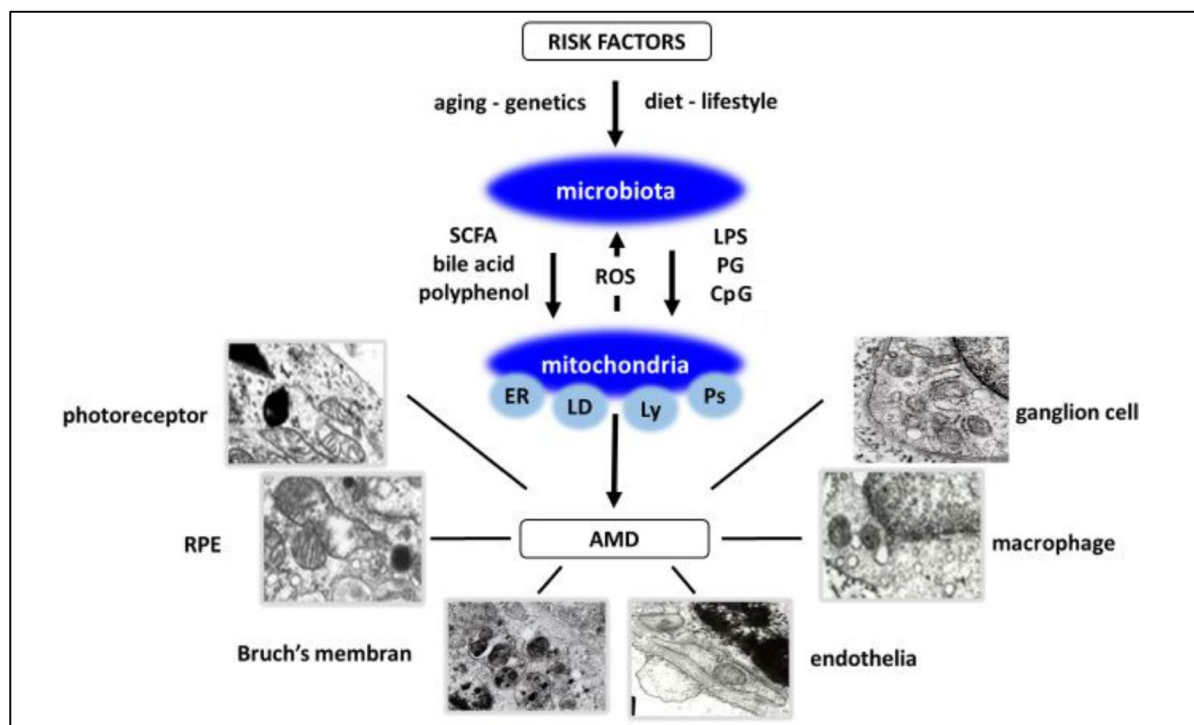 RISK FACTORS
aging - genetics
diet - lifestyle
microbiota
SCFA
bile acid
polyphenol
ROS
LPS
PG
CpG
mitochondria
ER
LD
Ly
Ps
photoreceptor
ganglion cell
RPE
AMD
macrophage
Bruch's membran
endothelia